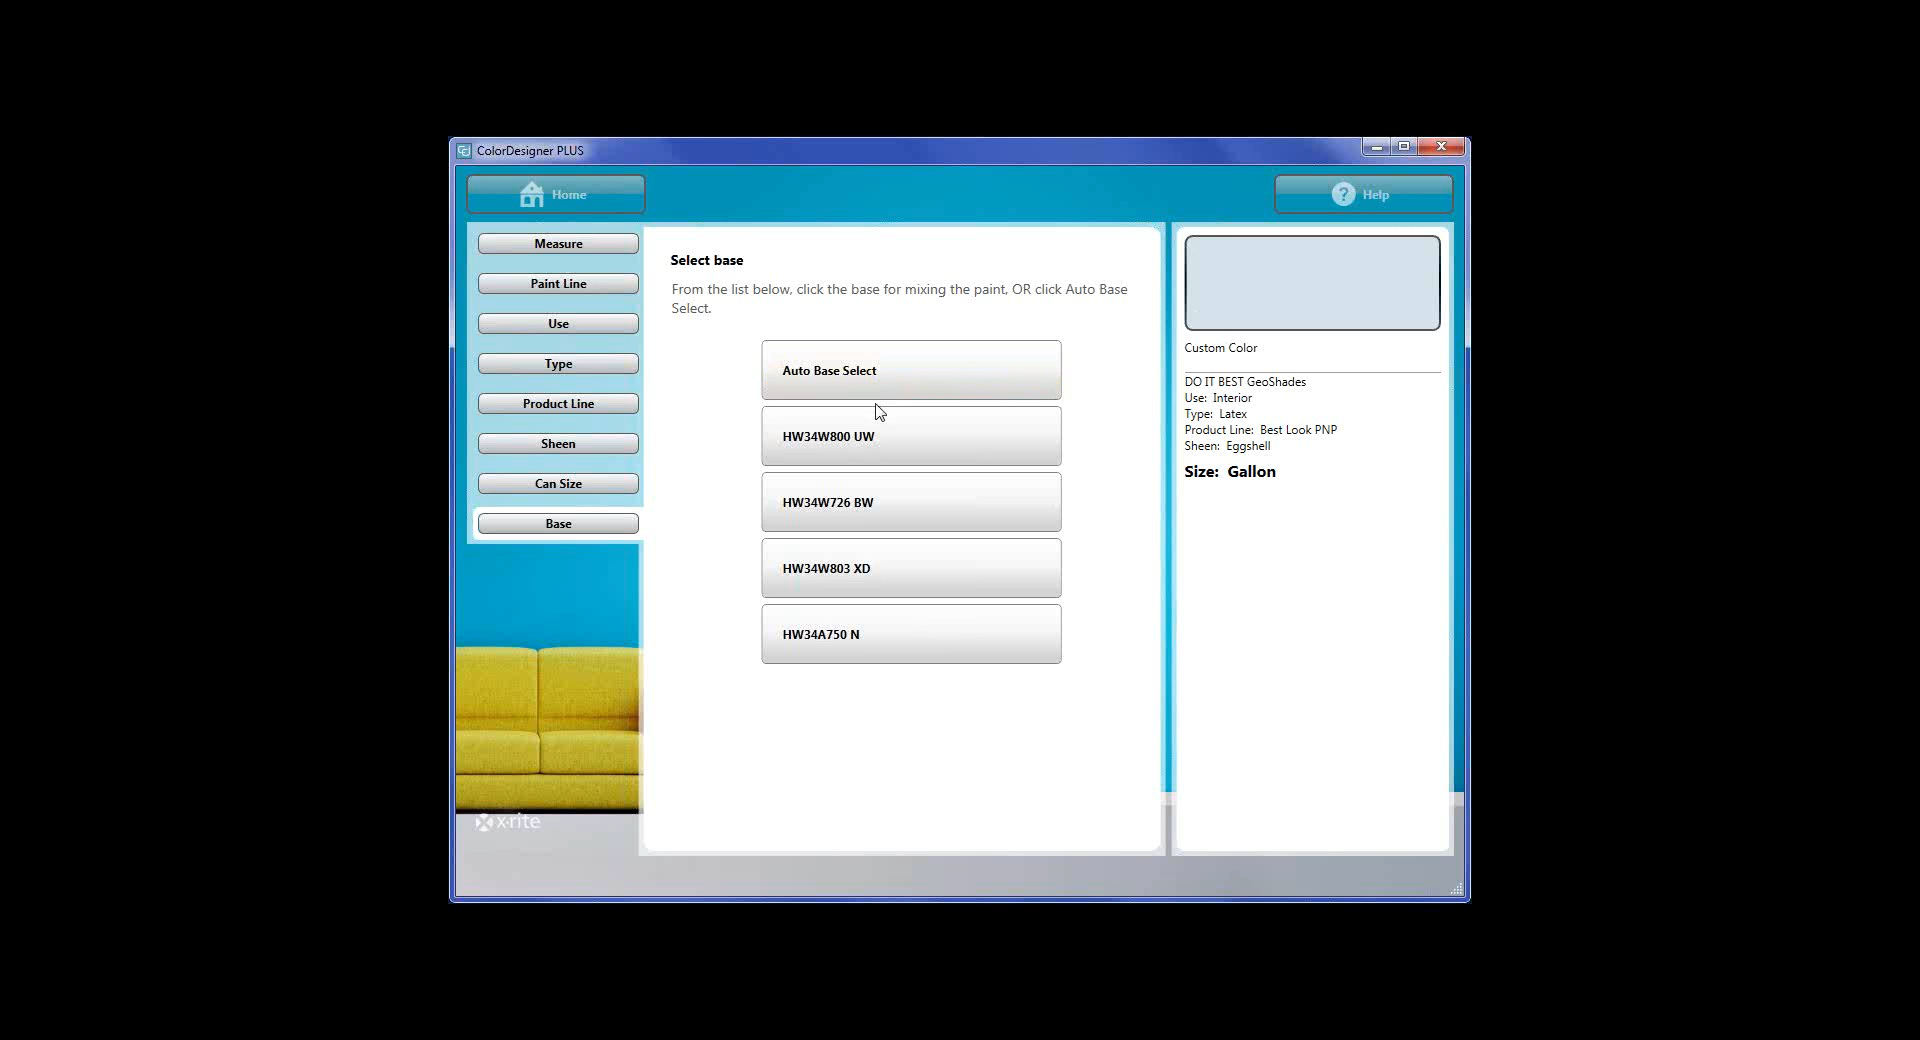 ColorDesigner PLUS
Home
Help
Measure
Paint Line
Use
Type
Product Line
Sheen
Can Size
Base
Select base
From the list below, click the base for mixing the paint, OR click Auto Base
Select.
Auto Base Select
HW34W800 UW
HW34W726 BW
HW34W803 XD
HW34A750 N
Custom Color
DO IT BEST GeoShades
Use: Interior
Type: Latex
Product Line: Best Look PNP
Sheen: Eggshell
Size: Gallon
x·rite